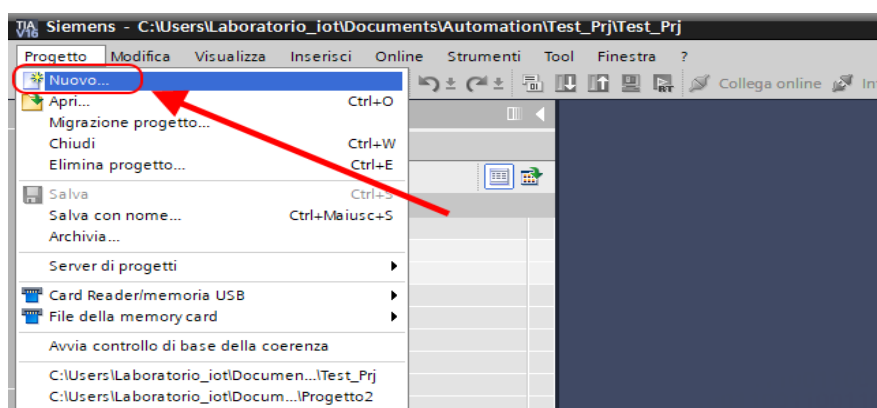 TIA V16 Siemens - C:\Users\Laboratorio_iot\Documents\Automation\Test_Prj\Test_Prj
Progetto Modifica Visualizza Inserisci Online Strumenti Tool Finestra ?
Nuovo...
Collega online
Apri... Ctrl+O
Migrazione progetto...
Chiudi Ctrl+W
Elimina progetto... Ctrl+E
Salva Ctrl+S
Salva con nome... Ctrl+Maiusc+S
Archivia...
Server di progetti
Card Reader/memoria USB
File della memory card
Avvia controllo di base della coerenza
C:\Users\Laboratorio_iot\Documen...\Test_Prj
C:\Users\Laboratorio_iot\Docum...\Progetto2